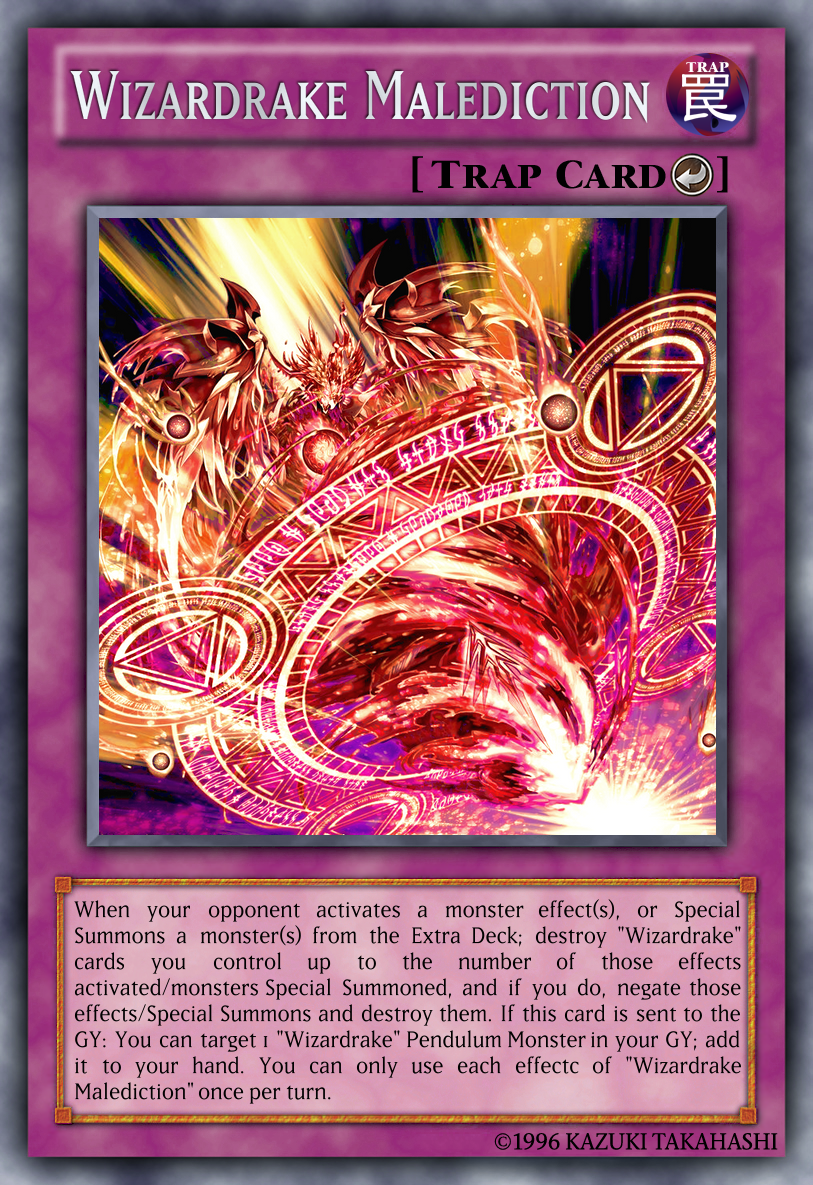 WIZARDRAKE MALEDICTION
TRAP
罠
[TRAP CARD]
When your opponent activates a monster effect(s), or Special
Summons a monster(s) from the Extra Deck; destroy "Wizardrake"
cards you control up to the number of those effects
activated/monsters Special Summoned, and if you do, negate those
effects/Special Summons and destroy them. If this card is sent to the
GY: You can target 1 "Wizardrake" Pendulum Monster in your GY; add
it to your hand. You can only use each effectc of "Wizardrake
Malediction" once per turn.
©1996 KAZUKI TAKAHASHI